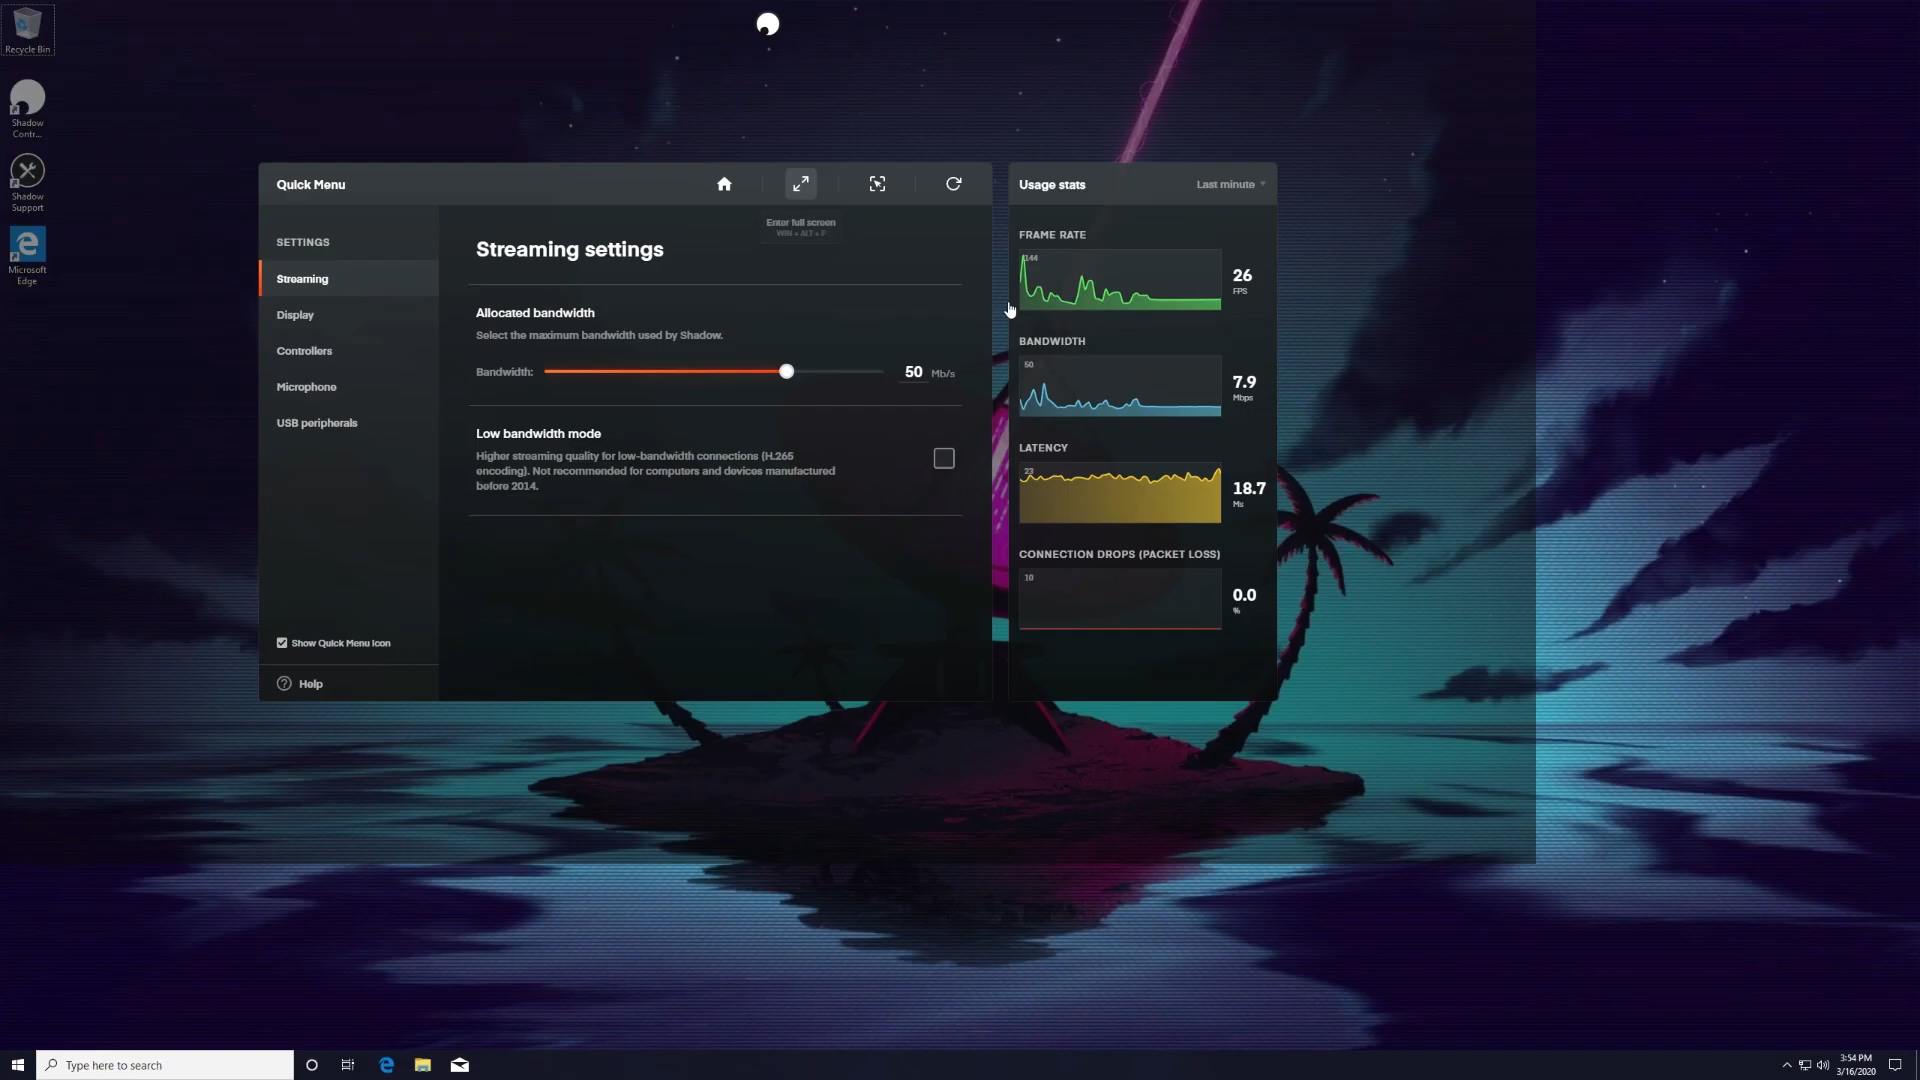 Recycle Bin
Shadow
Contr...
Shadow
Support
Microsoft
Edge
Quick Menu
Enter full screen
WIN + ALT + F
SETTINGS
Streaming
Display
Controllers
Microphone
USB peripherals
Show Quick Menu Icon
Help
Streaming settings
Allocated bandwidth
Select the maximum bandwidth used by Shadow.
Bandwidth: 50 Mb/s
Low bandwidth mode
Higher streaming quality for low-bandwidth connections (H.265
encoding). Not recommended for computers and devices manufactured
before 2014.
Usage stats Last minute
FRAME RATE
144
26
FPS
BANDWIDTH
50
7.9
Mbps
LATENCY
23
18.7
Ms
CONNECTION DROPS (PACKET LOSS)
10
0.0
%
Type here to search
3:54 PM
3/16/2020